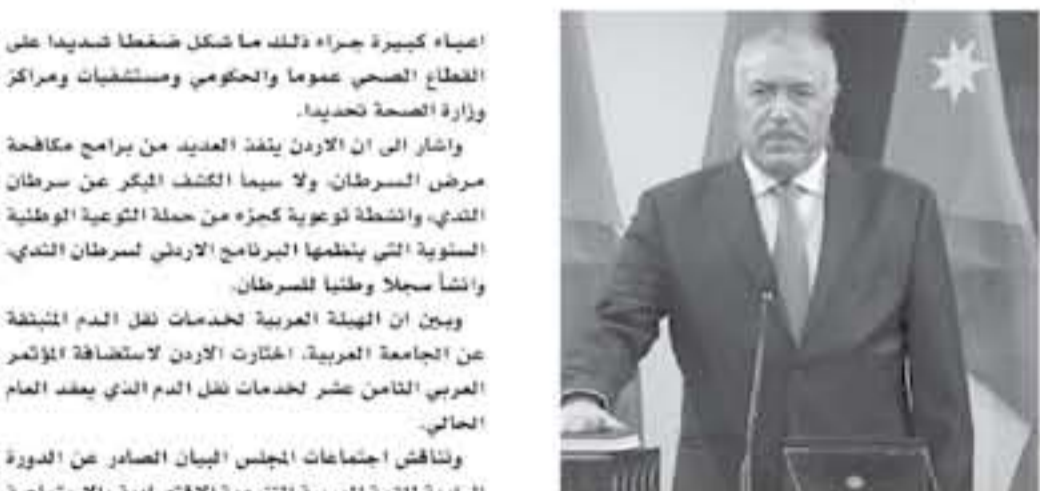 اعباء كبيرة جراء ذلك ما شكل ضغطا شديدا على
القطاع الصحي عموما والحكومي ومستشفيات ومراكز
وزارة الصحة تحديدا.
واشار الى ان الاردن ينفذ العديد من برامج مكافحة
مرض السرطان، ولا سيما الكشف المبكر عن سرطان
الثدي، وانشطة توعوية كجزء من حملة التوعية الوطنية
السنوية التي ينظمها البرنامج الاردني لسرطان الثدي،
وانشأ سجلا وطنيا للسرطان.
وبين ان الهيئة العربية لخدمات نقل الدم المنبثقة
عن الجامعة العربية، اختارت الاردن لاستضافة المؤتمر
العربي الثامن عشر لخدمات نقل الدم الذي يعقد العام
الحالي.
وتناقش اجتماعات المجلس البيان الصادر عن الدورة